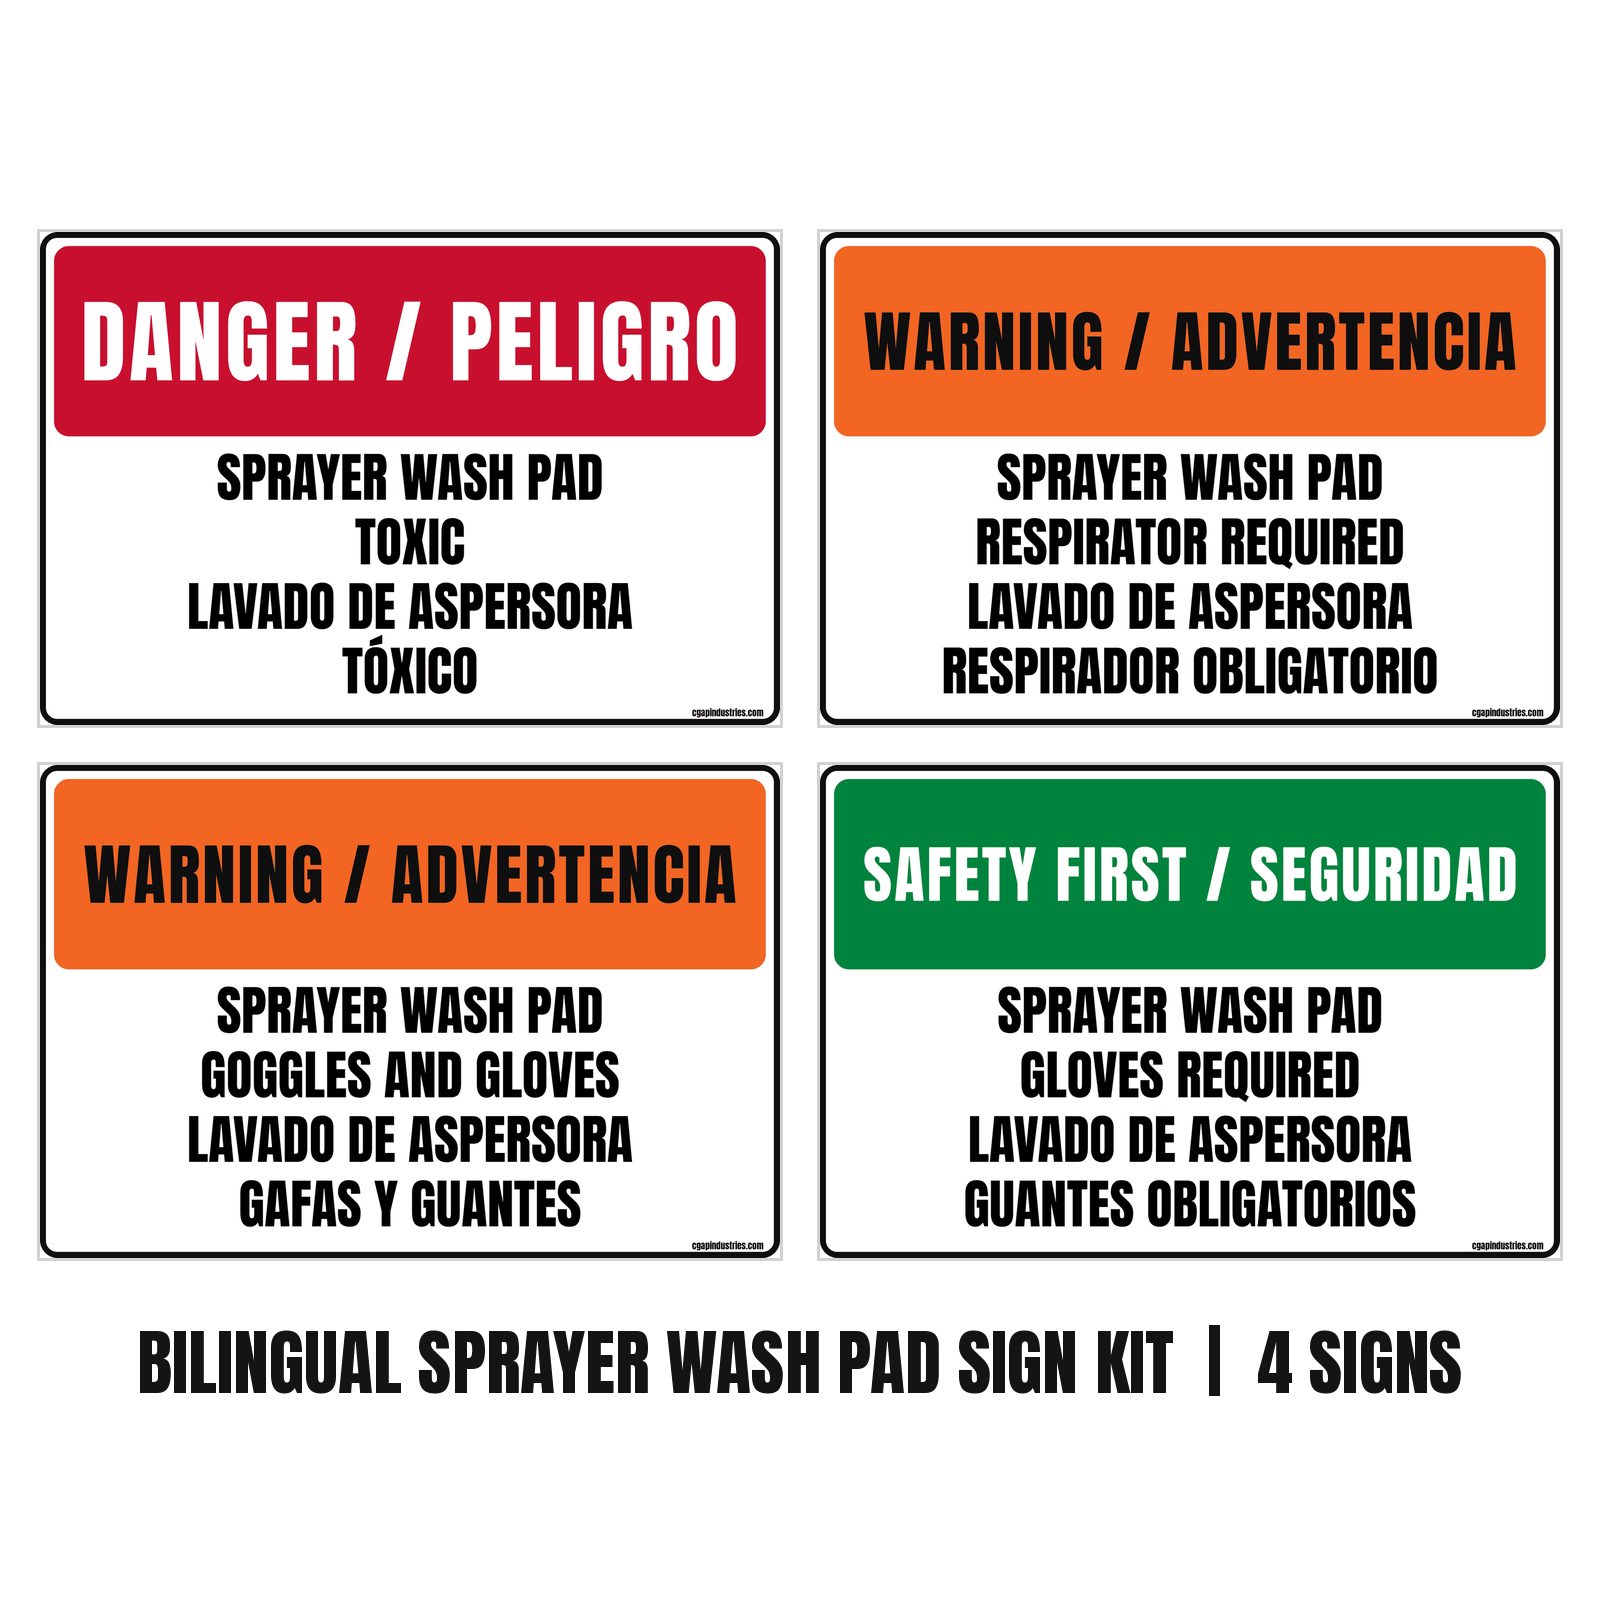 DANGER / PELIGRO
SPRAYER WASH PAD
TOXIC
LAVADO DE ASPERSORA
TÓXICO
cgapindustries.com
WARNING / ADVERTENCIA
SPRAYER WASH PAD
RESPIRATOR REQUIRED
LAVADO DE ASPERSORA
RESPIRADOR OBLIGATORIO
cgapindustries.com
WARNING / ADVERTENCIA
SPRAYER WASH PAD
GOGGLES AND GLOVES
LAVADO DE ASPERSORA
GAFAS Y GUANTES
cgapindustries.com
SAFETY FIRST / SEGURIDAD
SPRAYER WASH PAD
GLOVES REQUIRED
LAVADO DE ASPERSORA
GUANTES OBLIGATORIOS
cgapindustries.com
BILINGUAL SPRAYER WASH PAD SIGN KIT | 4 SIGNS